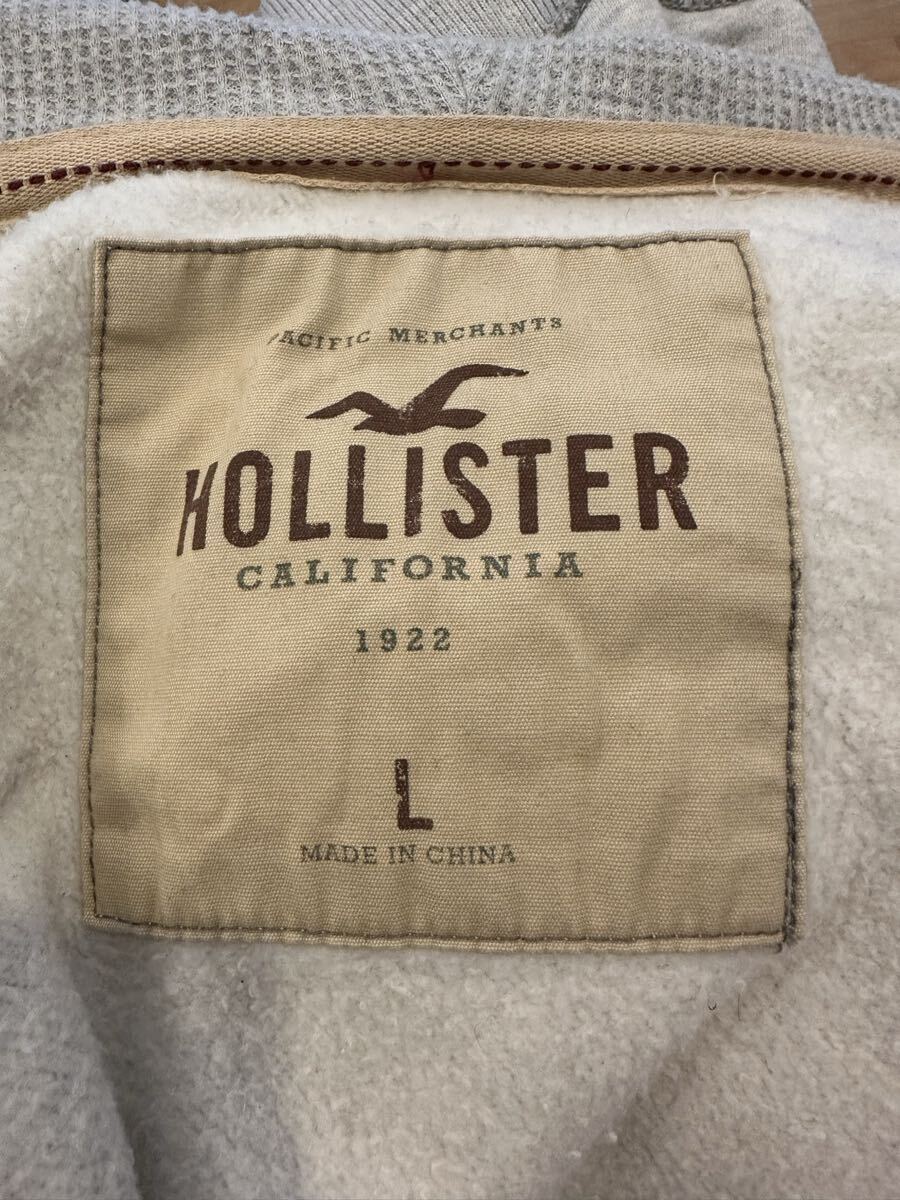 PACIFIC MERCHANTS
HOLLISTER
CALIFORNIA
1922
L
MADE IN CHINA